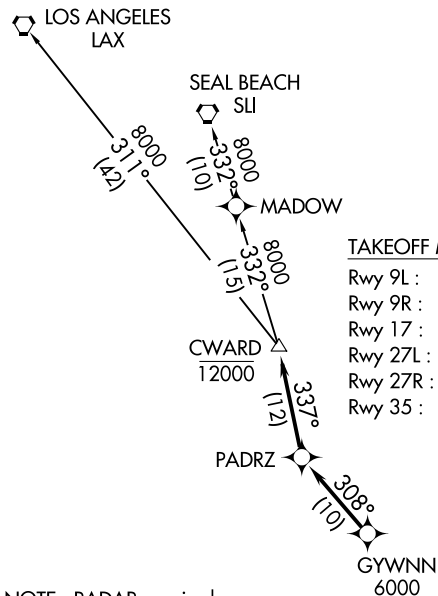 LOS ANGELES
LAX
SEAL BEACH
SLI
8000
311°
(42)
8000
332°
(10)
MADOW
8000
332°
(15)
TAKEOFF
Rwy 9L :
Rwy 9R :
Rwy 17 :
Rwy 27L :
Rwy 27R :
Rwy 35 :
CWARD
12000
337°
(12)
PADRZ
308°
(10)
GYWNN
6000
NOTE: RADAR